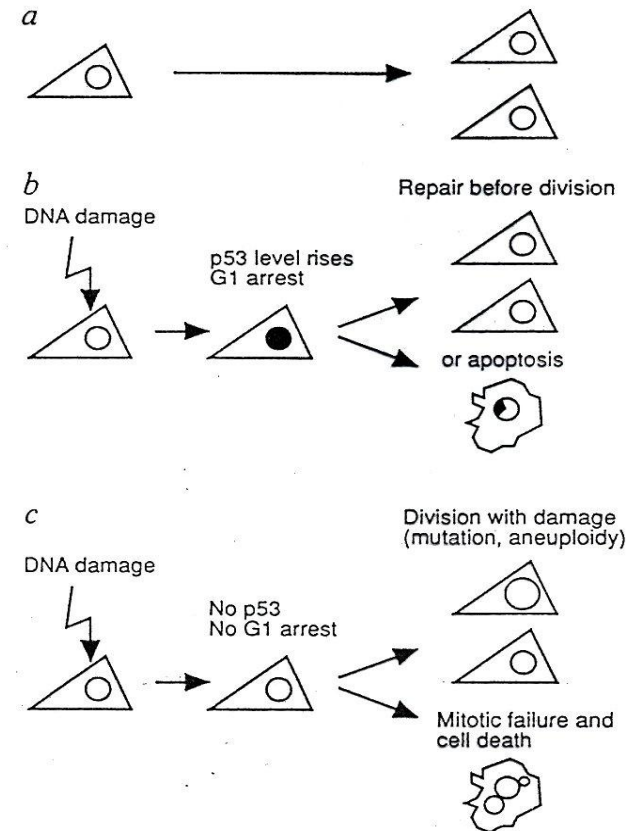 a
b
DNA damage
p53 level rises
G1 arrest
Repair before division
or apoptosis
c
DNA damage
No p53
No G1 arrest
Division with damage
(mutation, aneuploidy)
Mitotic failure and
cell death